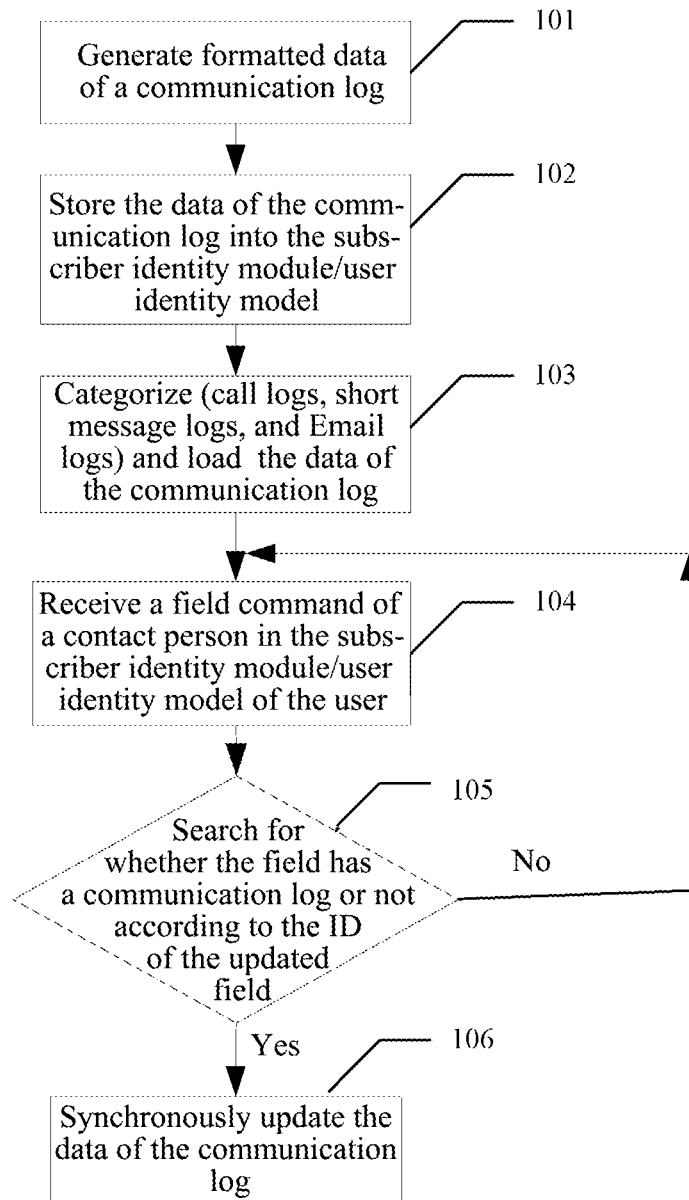 101
Generate formatted data
of a communication log
102
Store the data of the comm-
unication log into the subs-
criber identity module/user
identity model
103
Categorize (call logs, short
message logs, and Email
logs) and load the data of
the communication log
104
Receive a field command of
a contact person in the subs-
criber identity module/user
identity model of the user
105
Search for
whether the field has
a communication log or not
according to the ID
of the updated
field
No
Yes
106
Synchronously update the
data of the communication
log